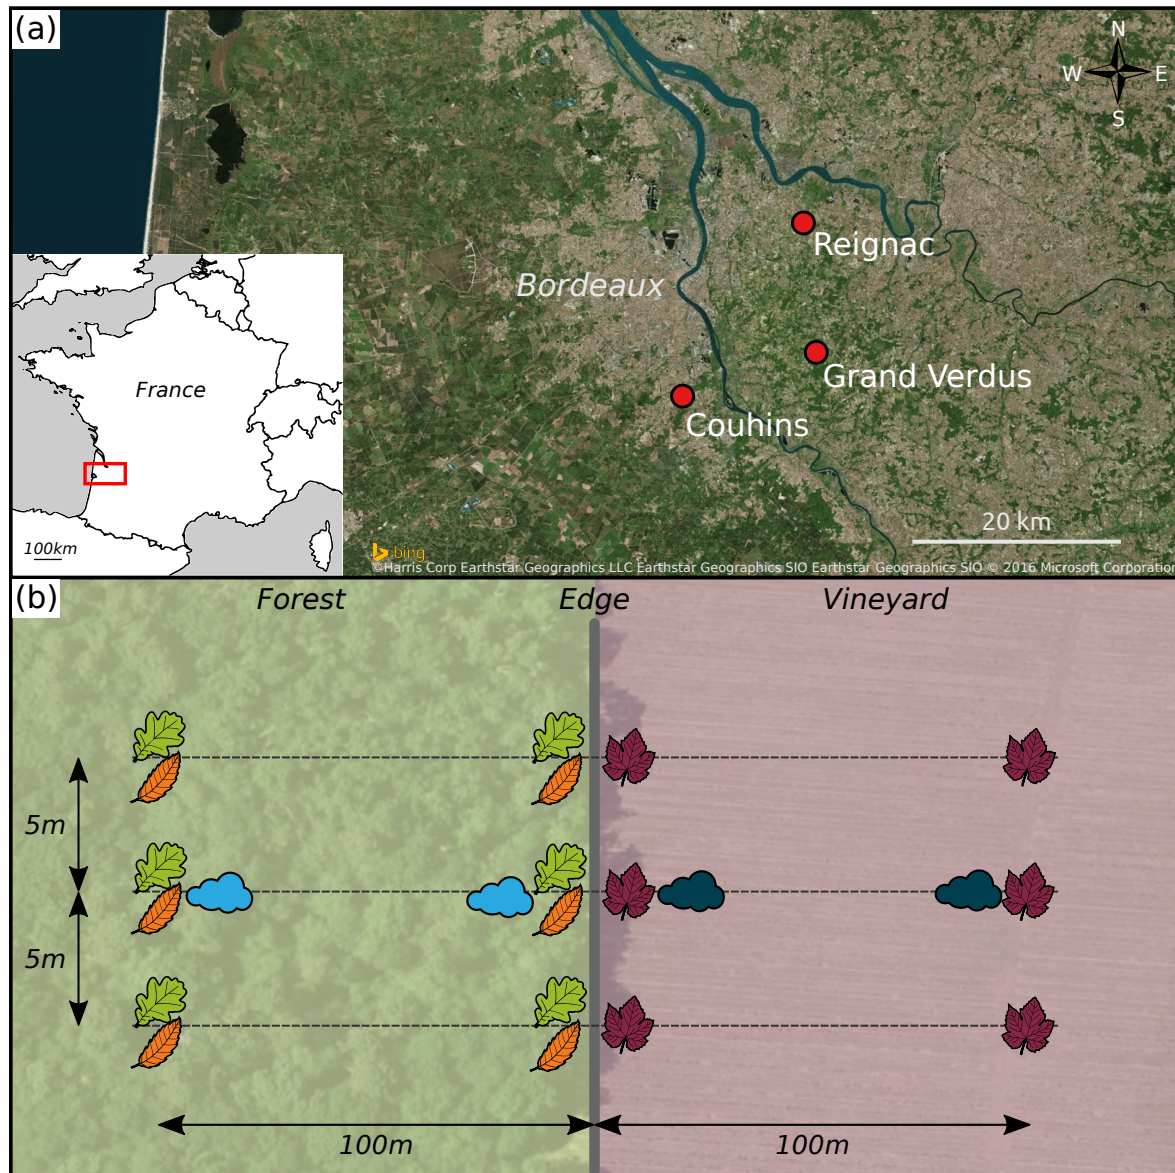 (a)
N
W E
S
Reignac
Bordeaux
Grand Verdus
Couhins
France
100km
20 km
bing
©Harris Corp Earthstar Geographics LLC Earthstar Geographics SIO Earthstar Geographics SIO © 2016 Microsoft Corporation
(b)
Forest Edge Vineyard
5m
5m
100m 100m